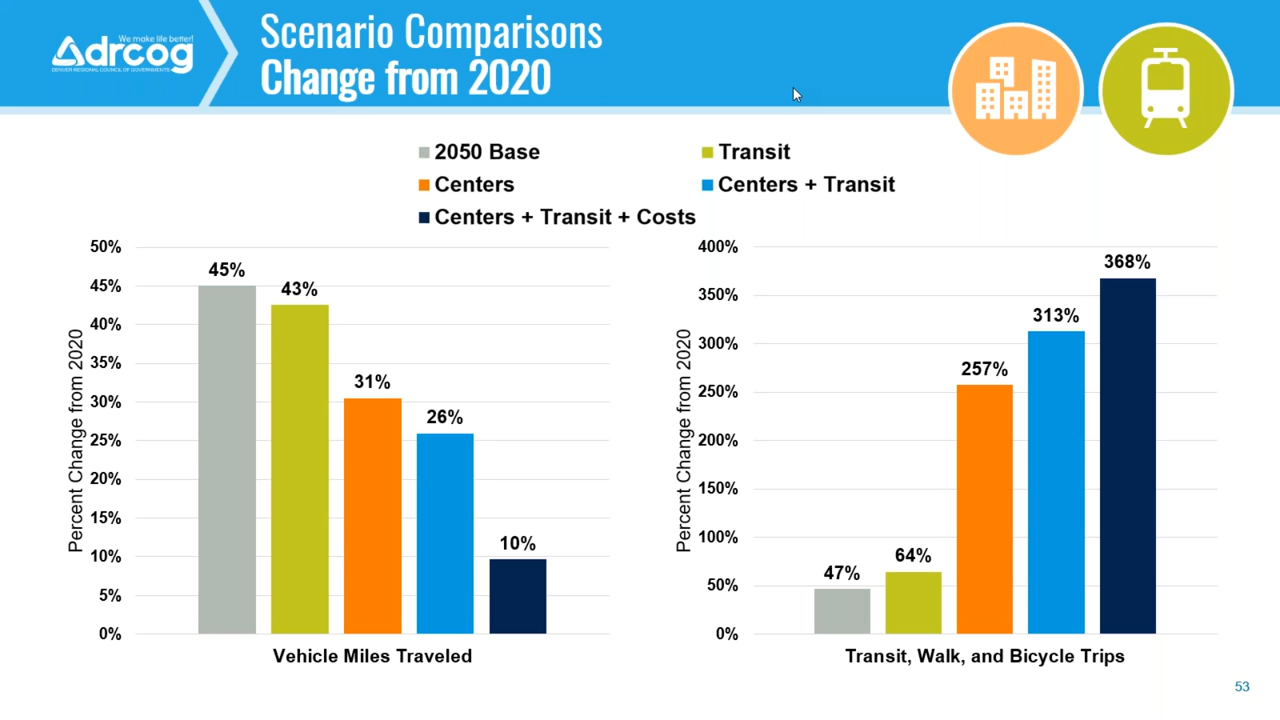 We make life better!
drcog
DENVER REGIONAL COUNCIL OF GOVERNMENTS
Scenario Comparisons
Change from 2020
2050 Base
Transit
Centers
Centers + Transit
Centers + Transit + Costs
Percent Change from 2020
50%
45%
40%
35%
30%
25%
20%
15%
10%
5%
0%
45%
43%
31%
26%
10%
Vehicle Miles Traveled
Percent Change from 2020
400%
350%
300%
250%
200%
150%
100%
50%
0%
47%
64%
257%
313%
368%
Transit, Walk, and Bicycle Trips
53